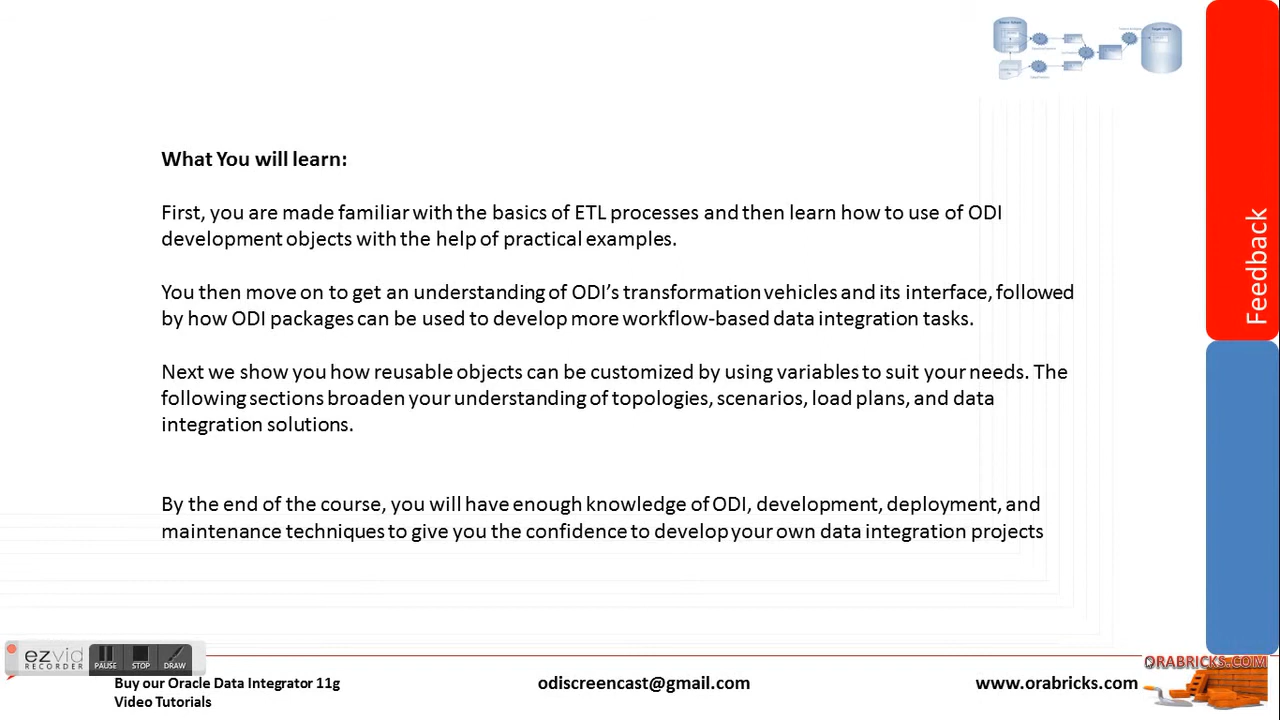 What You will learn:
First, you are made familiar with the basics of ETL processes and then learn how to use of ODI
development objects with the help of practical examples.
You then move on to get an understanding of ODI’s transformation vehicles and its interface, followed
by how ODI packages can be used to develop more workflow-based data integration tasks.
Next we show you how reusable objects can be customized by using variables to suit your needs. The
following sections broaden your understanding of topologies, scenarios, load plans, and data
integration solutions.
By the end of the course, you will have enough knowledge of ODI, development, deployment, and
maintenance techniques to give you the confidence to develop your own data integration projects
Feedback
ezvid
RECORDER
PAUSE
STOP
DRAW
Buy our Oracle Data Integrator 11g
Video Tutorials
odiscreencast@gmail.com
www.orabricks.com
ORABRICKS.COM